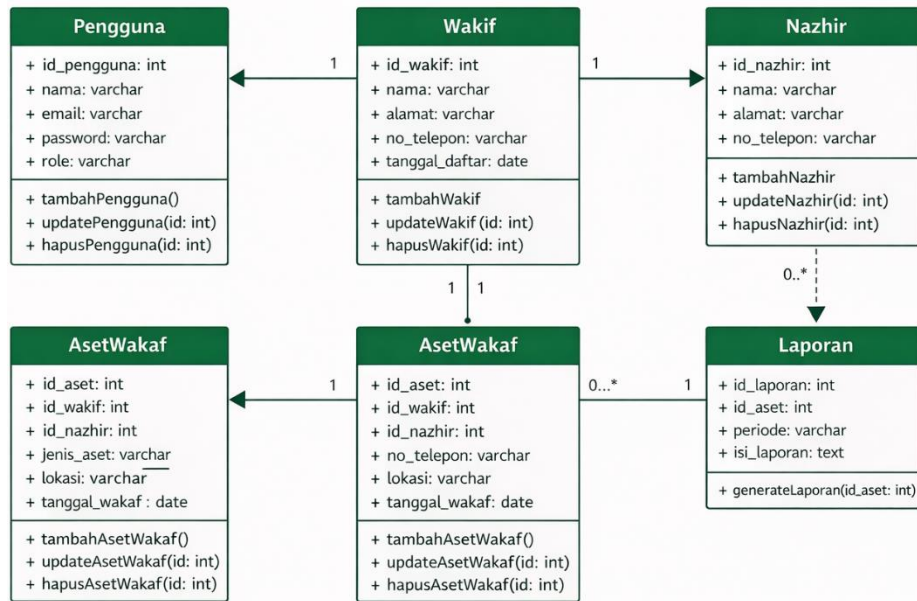 Pengguna
+ id_pengguna: int
+ nama: varchar
+ email: varchar
+ password: varchar
+ role: varchar
+ tambahPengguna()
+ updatePengguna(id: int)
+ hapusPengguna(id: int)
1
Wakif
+ id_wakif: int
+ nama: varchar
+ alamat: varchar
+ no_telepon: varchar
+ tanggal_daftar: date
+ tambahWakif
+ updateWakif(id: int)
+ hapusWakif(id: int)
1
Nazhir
+ id_nazhir: int
+ nama: varchar
+ alamat: varchar
+ no_telepon: varchar
+ tambahNazhir
+ updateNazhir(id: int)
+ hapusNazhir(id: int)
1 1
0..*
AsetWakaf
+ id_aset: int
+ id_wakif: int
+ id_nazhir: int
+ jenis_aset: varchar
+ lokasi: varchar
+ tanggal_wakaf : date
+ tambahAsetWakaf()
+ updateAsetWakaf(id: int)
+ hapusAsetWakaf(id: int)
1
AsetWakaf
+ id_aset: int
+ id_wakif: int
+ id_nazhir: int
+ no_telepon: varchar
+ lokasi: varchar
+ tanggal_wakaf: date
+ tambahAsetWakaf()
+ updateAsetWakaf(id: int)
+ hapusAsetWakaf(id: int)
0...* 1
Laporan
+ id_laporan: int
+ id_aset: int
+ periode: varchar
+ isi_laporan: text
+ generateLaporan(id_aset: int)